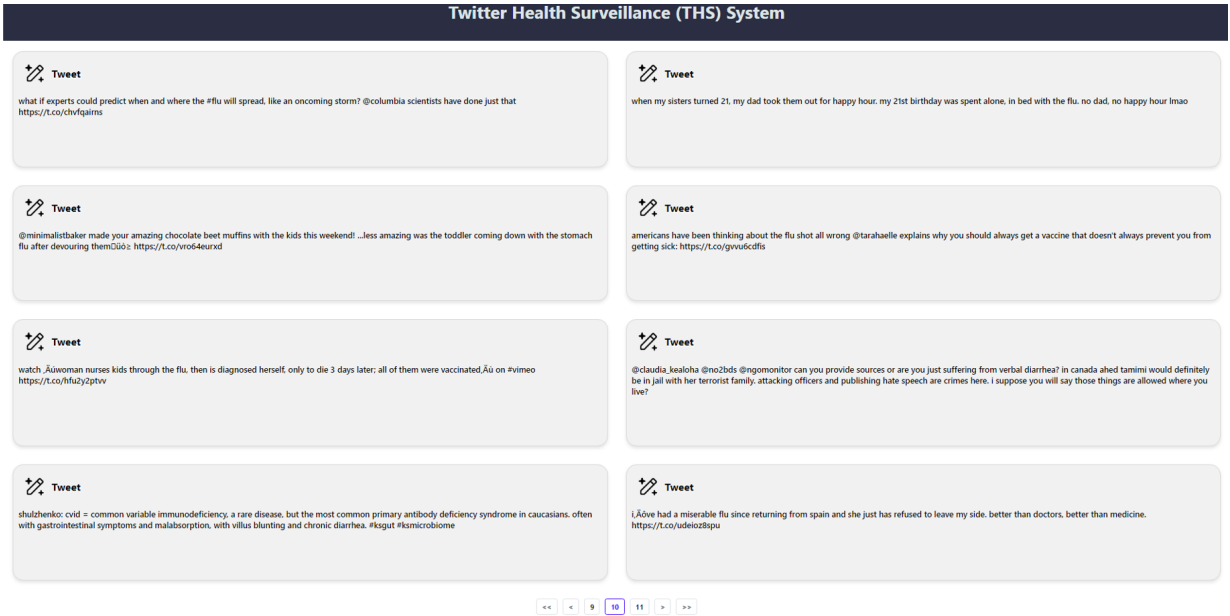 Twitter Health Surveillance (THS) System
Tweet
what if experts could predict when and where the #flu will spread, like an oncoming storm? @columbia scientists have done just that
https://t.co/chvfqairns
Tweet
when my sisters turned 21, my dad took them out for happy hour. my 21st birthday was spent alone, in bed with the flu. no dad, no happy hour lmao
Tweet
@minimalistbaker made your amazing chocolate beet muffins with the kids this weekend! ...less amazing was the toddler coming down with the stomach
flu after devouring them https://t.co/vro64eurxd
Tweet
americans have been thinking about the flu shot all wrong @tarahaelle explains why you should always get a vaccine that doesn't always prevent you from
getting sick: https://t.co/gvvu6cdfis
Tweet
watch ‚Äúwoman nurses kids through the flu, then is diagnosed herself, only to die 3 days later; all of them were vaccinated‚Äù on #vimeo
https://t.co/hfu2y2ptvv
Tweet
@claudia_kealoha @no2bds @ngomonitor can you provide sources or are you just suffering from verbal diarrhea? in canada ahed tamimi would definitely
be in jail with her terrorist family. attacking officers and publishing hate speech are crimes here. i suppose you will say those things are allowed where you
live?
Tweet
shulzhenko: cvid = common variable immunodeficiency, a rare disease, but the most common primary antibody deficiency syndrome in caucasians. often
with gastrointestinal symptoms and malabsorption, with villus blunting and chronic diarrhea. #ksgut #ksmicrobiome
Tweet
i‚Äôve had a miserable flu since returning from spain and she just has refused to leave my side. better than doctors, better than medicine.
https://t.co/udeioz8spu
<< < 9 10 11 > >>